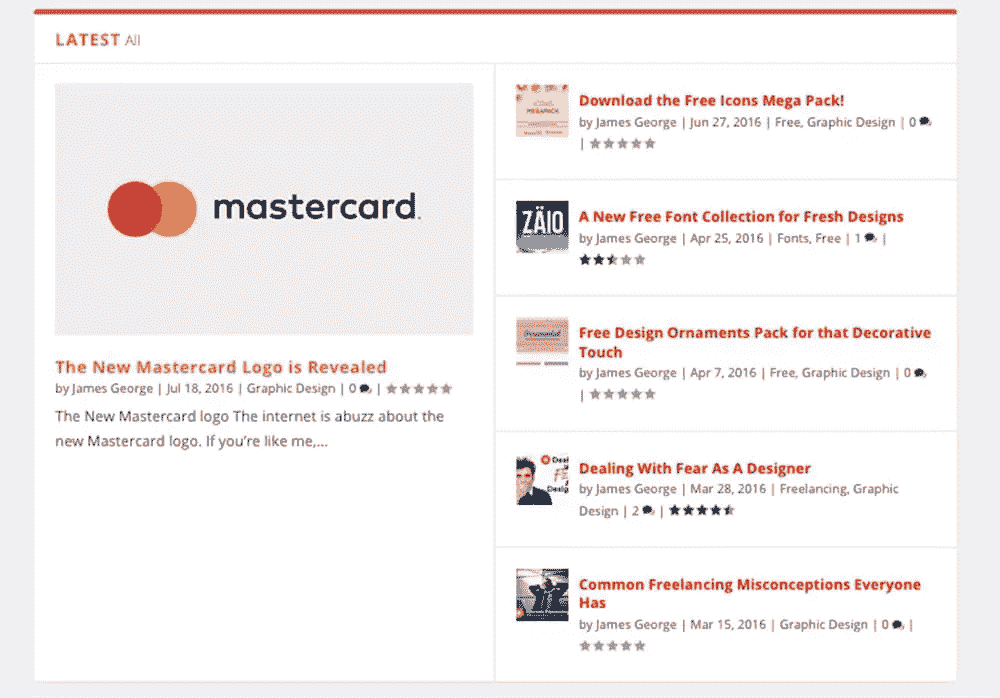 LATEST All
mastercard.
The New Mastercard Logo is Revealed
by James George | Jul 18, 2016 | Graphic Design | 0 | ★★★★★
The New Mastercard logo The internet is abuzz about the
new Mastercard logo. If you're like me,...
MEGAPACK
Download the Free Icons Mega Pack!
by James George | Jun 27, 2016 | Free, Graphic Design | 0
| ★★★★★
ZÄIO
A New Free Font Collection for Fresh Designs
by James George | Apr 25, 2016 | Fonts, Free | 1 |
Free Design Ornaments Pack for that Decorative
Touch
by James George | Apr 7, 2016 | Free, Graphic Design | 0
| ★★★★★
Dealing With Fear As A Designer
by James George | Mar 28, 2016 | Freelancing, Graphic
Design | 2 |
Common Freelancing Misconceptions Everyone
Has
by James George | Mar 15, 2016 | Graphic Design | 0 |
★★★★★